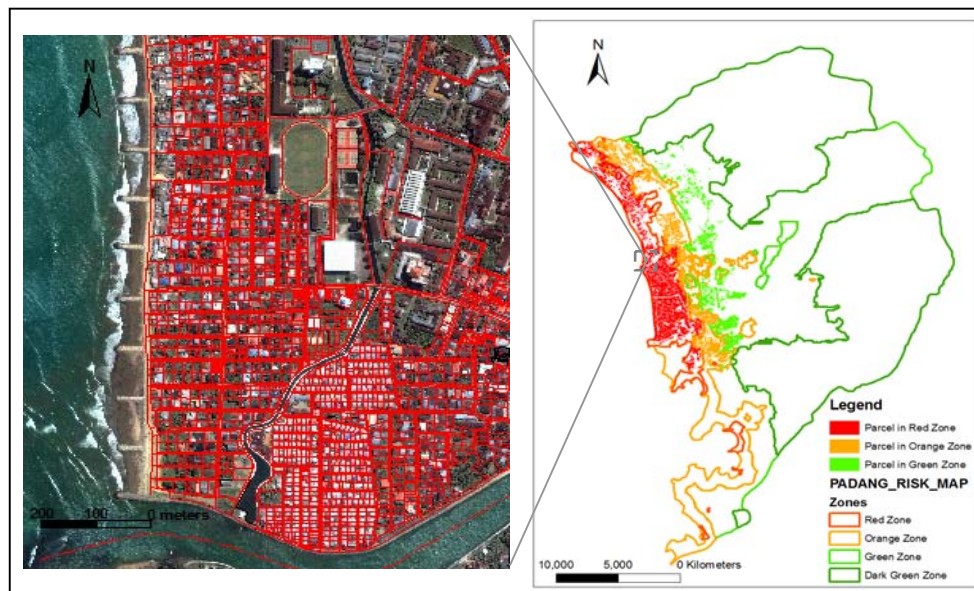 N
200 100 0 meters
N
Legend
Parcel in Red Zone
Parcel in Orange Zone
Parcel in Green Zone
PADANG_RISK_MAP
Zones
Red Zone
Orange Zone
Green Zone
Dark Green Zone
10,000 5,000 0 Kilometers